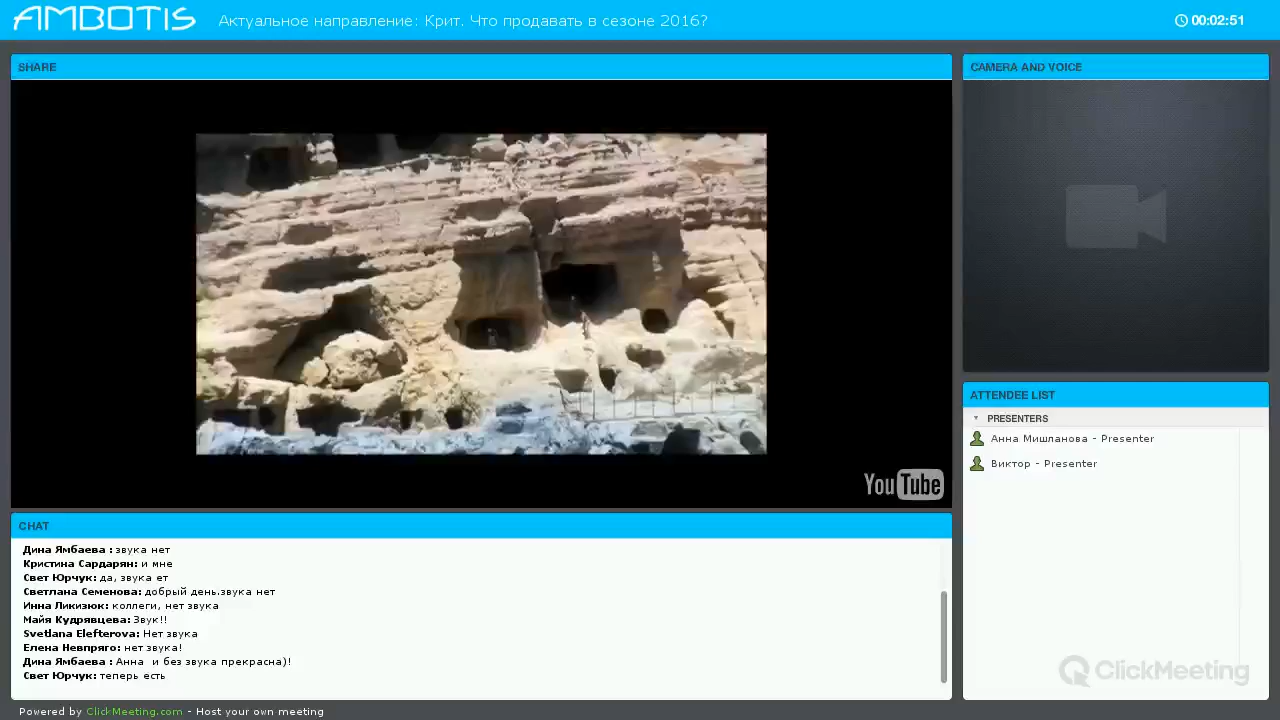 AMBOTIS
Актуальное направление: Крит. Что продавать в сезоне 2016?
00:02:51
SHARE
CAMERA AND VOICE
YouTube
ATTENDEE LIST
PRESENTERS
Анна Мишланова - Presenter
Виктор - Presenter
CHAT
Дина Ямбаева : звука нет
Кристина Сардарян: и мне
Свет Юрчук: да, звука ет
Светлана Семенова: добрый день.звука нет
Инна Ликизюк: коллеги, нет звука
Майя Кудрявцева: Звук!!
Svetlana Elefterova: Нет звука
Елена Невпряго: нет звука!
Дина Ямбаева : Анна и без звука прекрасна)!
Свет Юрчук: теперь есть
ClickMeeting
Powered by ClickMeeting.com - Host your own meeting